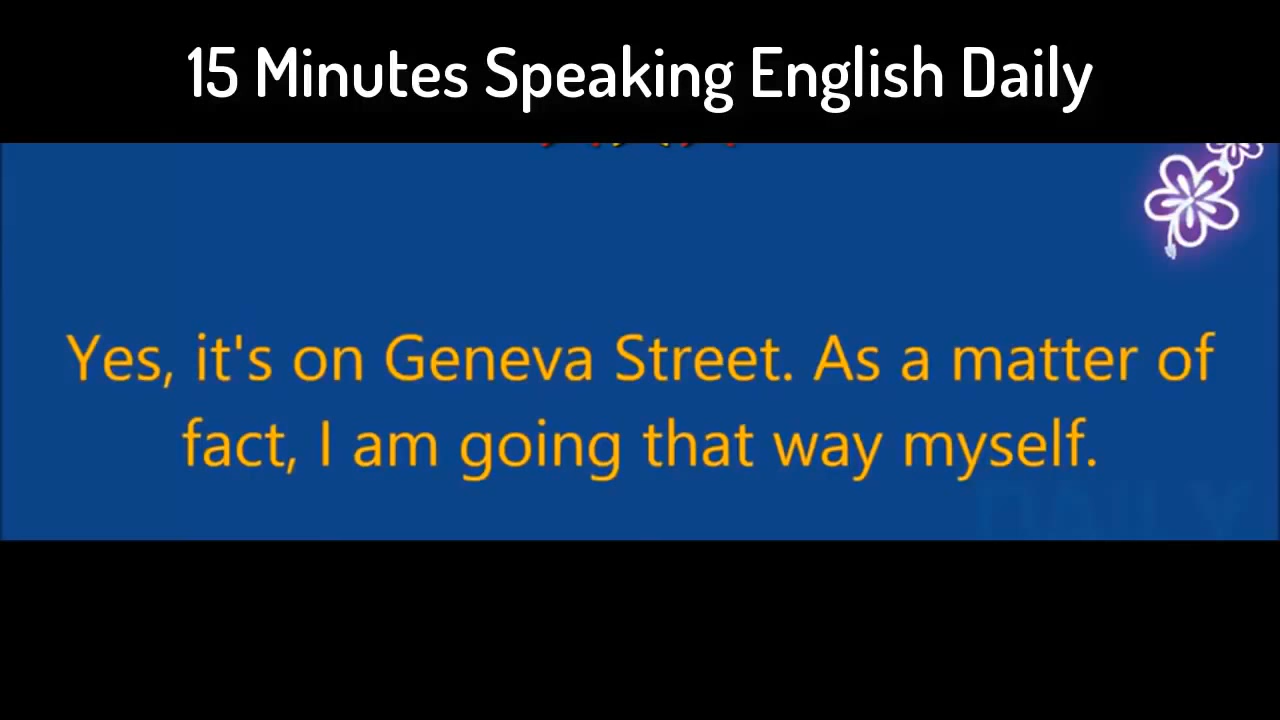 15 Minutes Speaking English Daily
Yes, it's on Geneva Street. As a matter of
fact, I am going that way myself.
DAILY